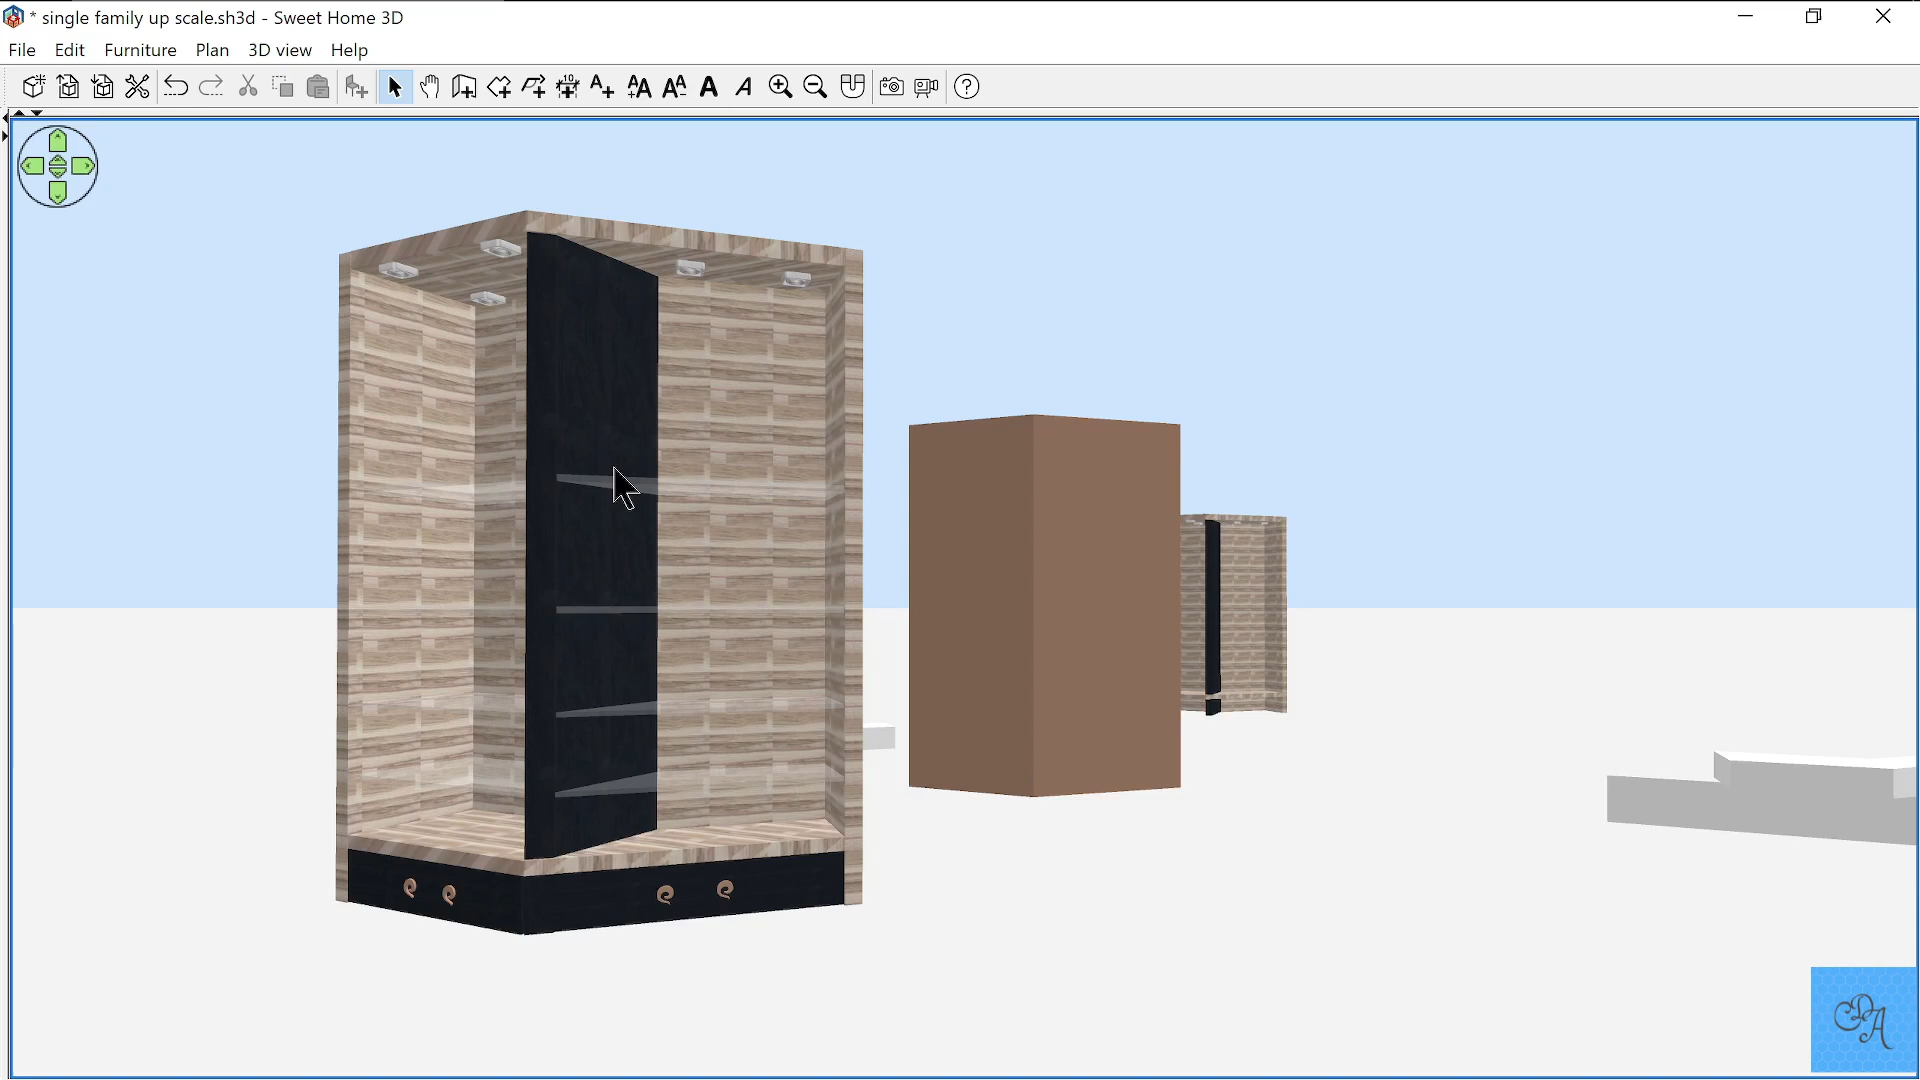 * single family up scale.sh3d - Sweet Home 3D
File Edit Furniture Plan 3D view Help